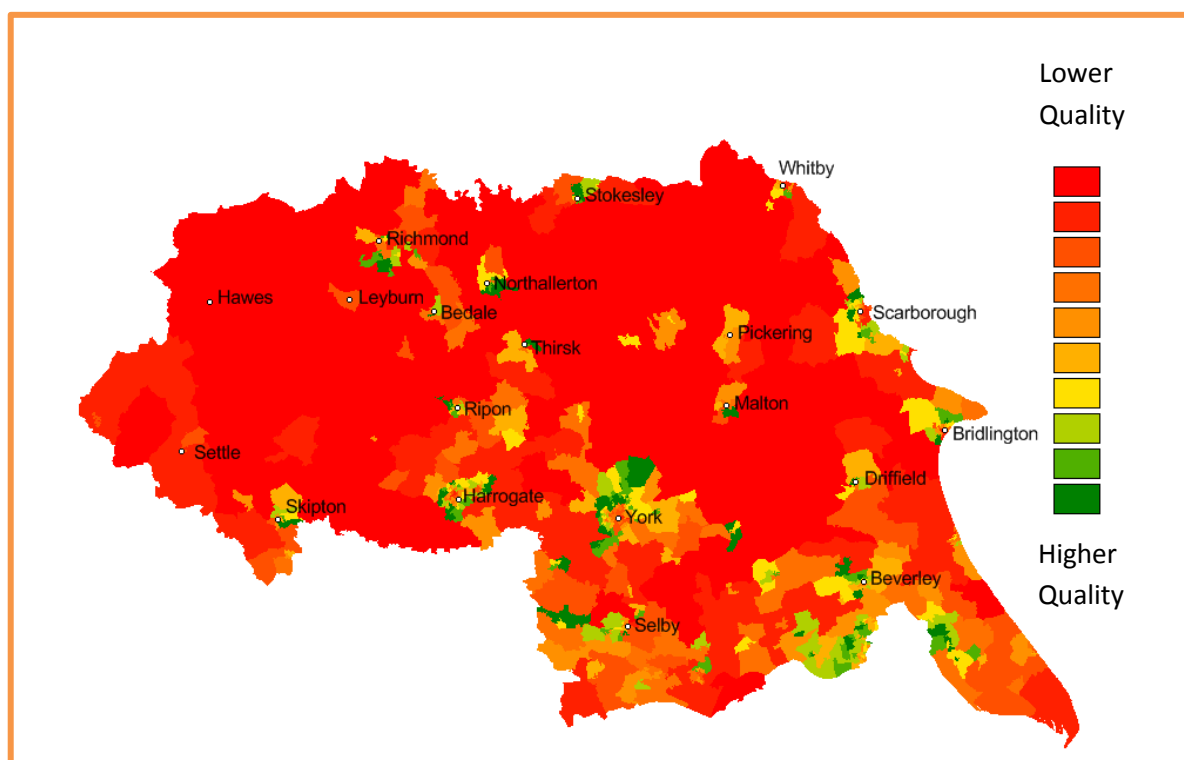 Lower
Quality
Whitby
Stokesley
Richmond
Northallerton
Hawes
Leyburn
Bedale
Scarborough
Pickering
Thirsk
Malton
Ripon
Bridlington
Settle
Driffield
Harrogate
Skipton
York
Higher
Quality
Beverley
Selby